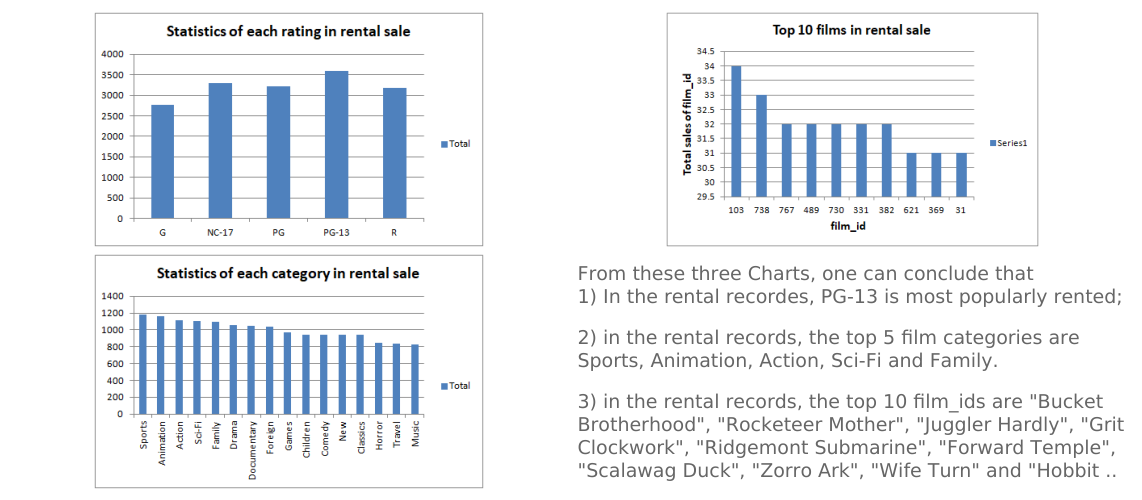 Statistics of each rating in rental sale
4000
3500
3000
2500
2000
1500
1000
500
0
G NC-17 PG PG-13 R
Total
Top 10 films in rental sale
Total sales of film_id
34.5
34
33.5
33
32.5
32
31.5
31
30.5
30
29.5
103 738 767 489 730 331 382 621 369 31
film_id
Series1
Statistics of each category in rental sale
1400
1200
1000
800
600
400
200
0
Sports
Animation
Action
Sci-Fi
Family
Drama
Documentary
Foreign
Games
Children
Comedy
New
Classics
Horror
Travel
Music
Total
From these three Charts, one can conclude that
1) In the rental recordes, PG-13 is most popularly rented;
2) in the rental records, the top 5 film categories are
Sports, Animation, Action, Sci-Fi and Family.
3) in the rental records, the top 10 film_ids are "Bucket
Brotherhood", "Rocketeer Mother", "Juggler Hardly", "Grit
Clockwork", "Ridgemont Submarine", "Forward Temple",
"Scalawag Duck", "Zorro Ark", "Wife Turn" and "Hobbit ..